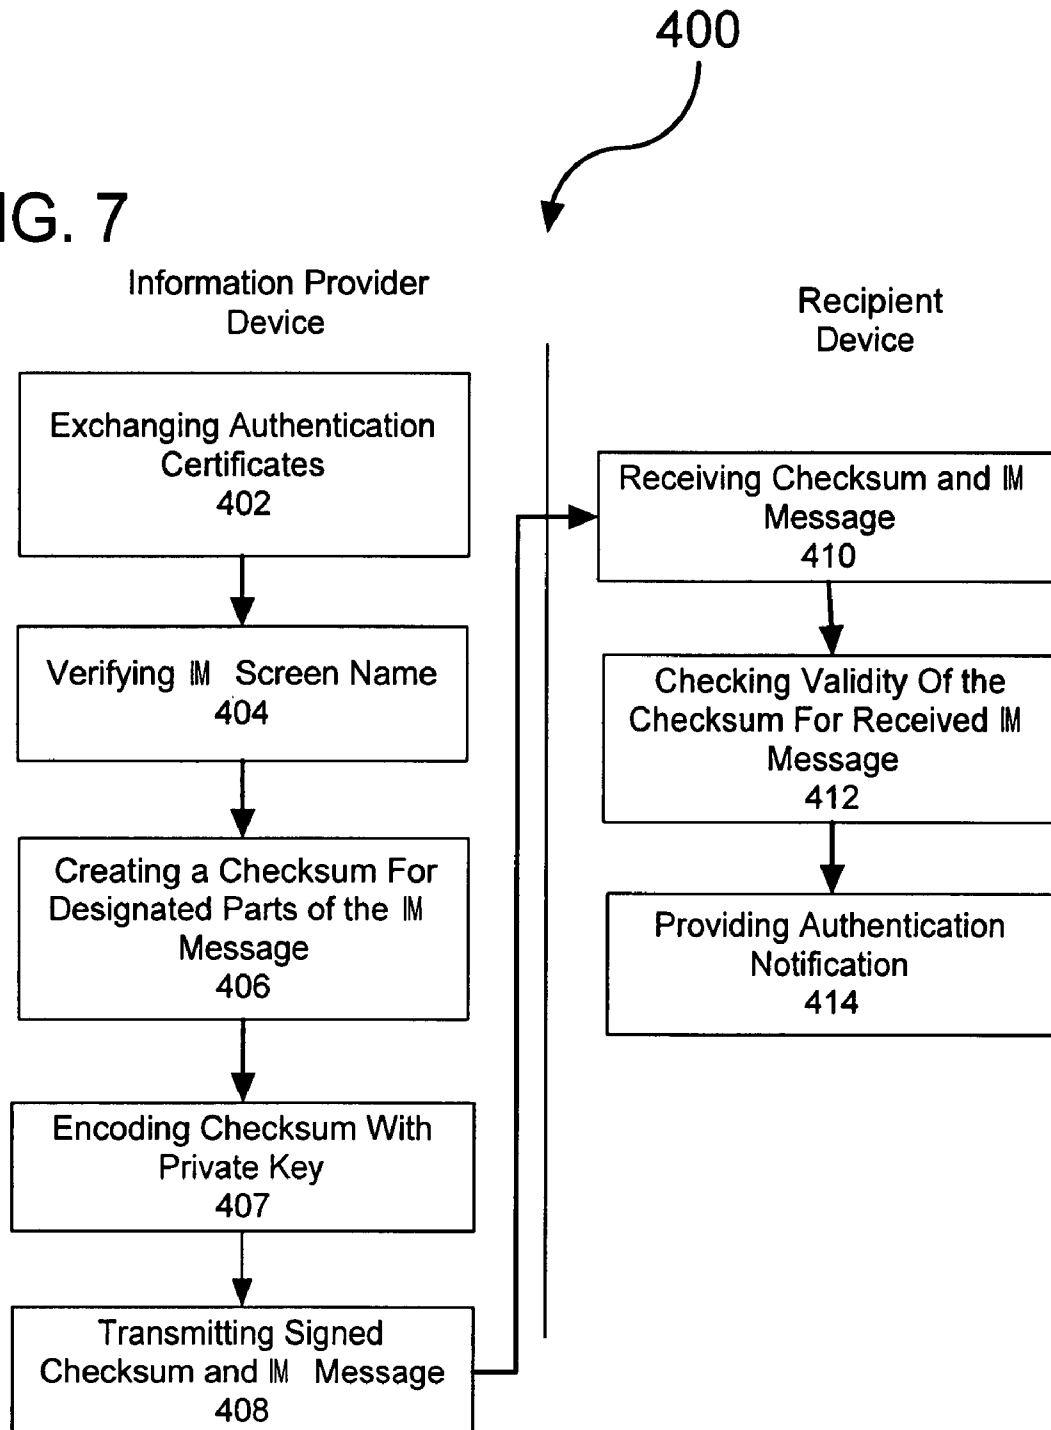 400
IG. 7
Information Provider
Device
Exchanging Authentication
Certificates
402
Verifying IM Screen Name
404
Creating a Checksum For
Designated Parts of the IM
Message
406
Encoding Checksum With
Private Key
407
Transmitting Signed
Checksum and IM Message
408
Recipient
Device
Receiving Checksum and IM
Message
410
Checking Validity Of the
Checksum For Received IM
Message
412
Providing Authentication
Notification
414